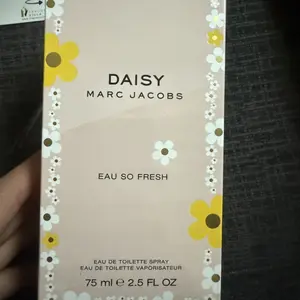 DAISY
MARC JACOBS
EAU SO FRESH
EAU DE TOILETTE SPRAY
EAU DE TOILETTE VAPORISATEUR
75 ml ℮ 2.5 FL OZ